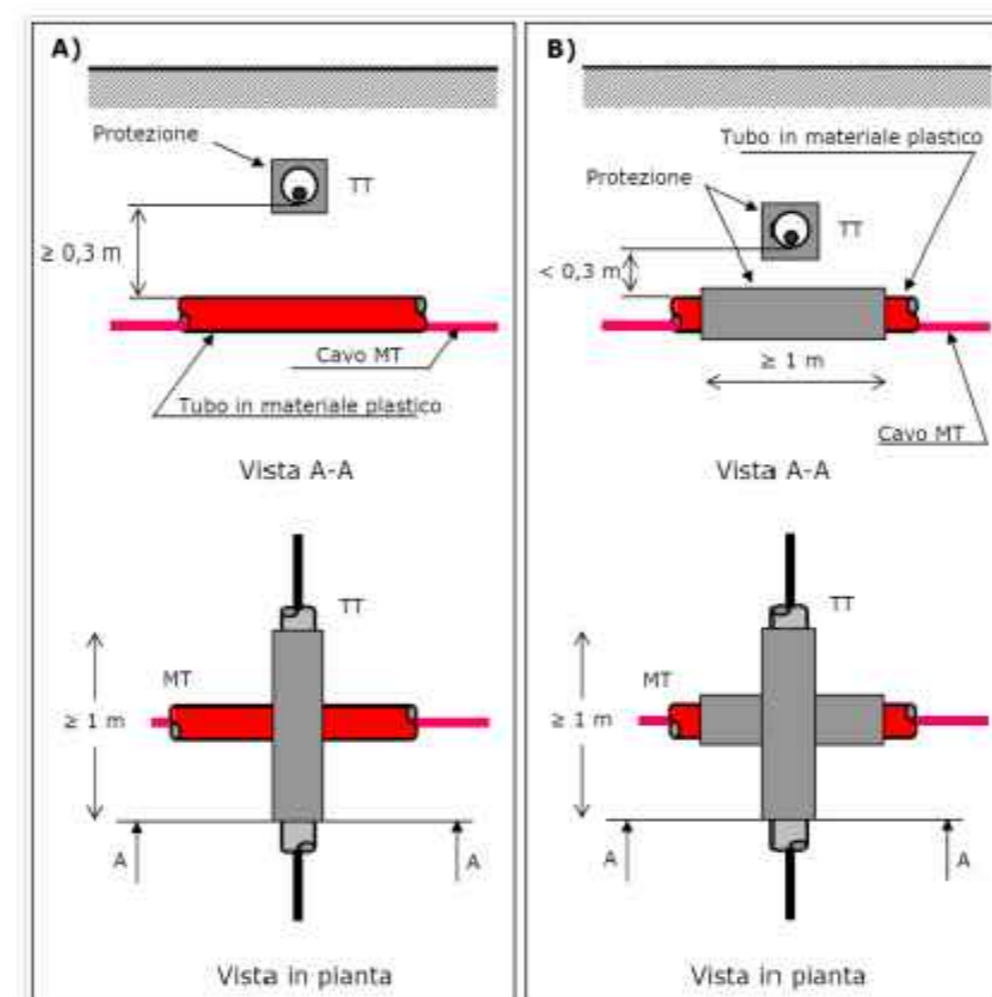 A)
Protezione
TT
≥ 0,3 m
Cavo MT
Tubo in materiale plastico
Vista A-A
TT
MT
≥ 1 m
A
A
Vista in pianta
B)
Tubo in materiale plastico
Protezione
TT
< 0,3 m
≥ 1 m
Cavo MT
Vista A-A
TT
MT
≥ 1 m
A
A
Vista in pianta